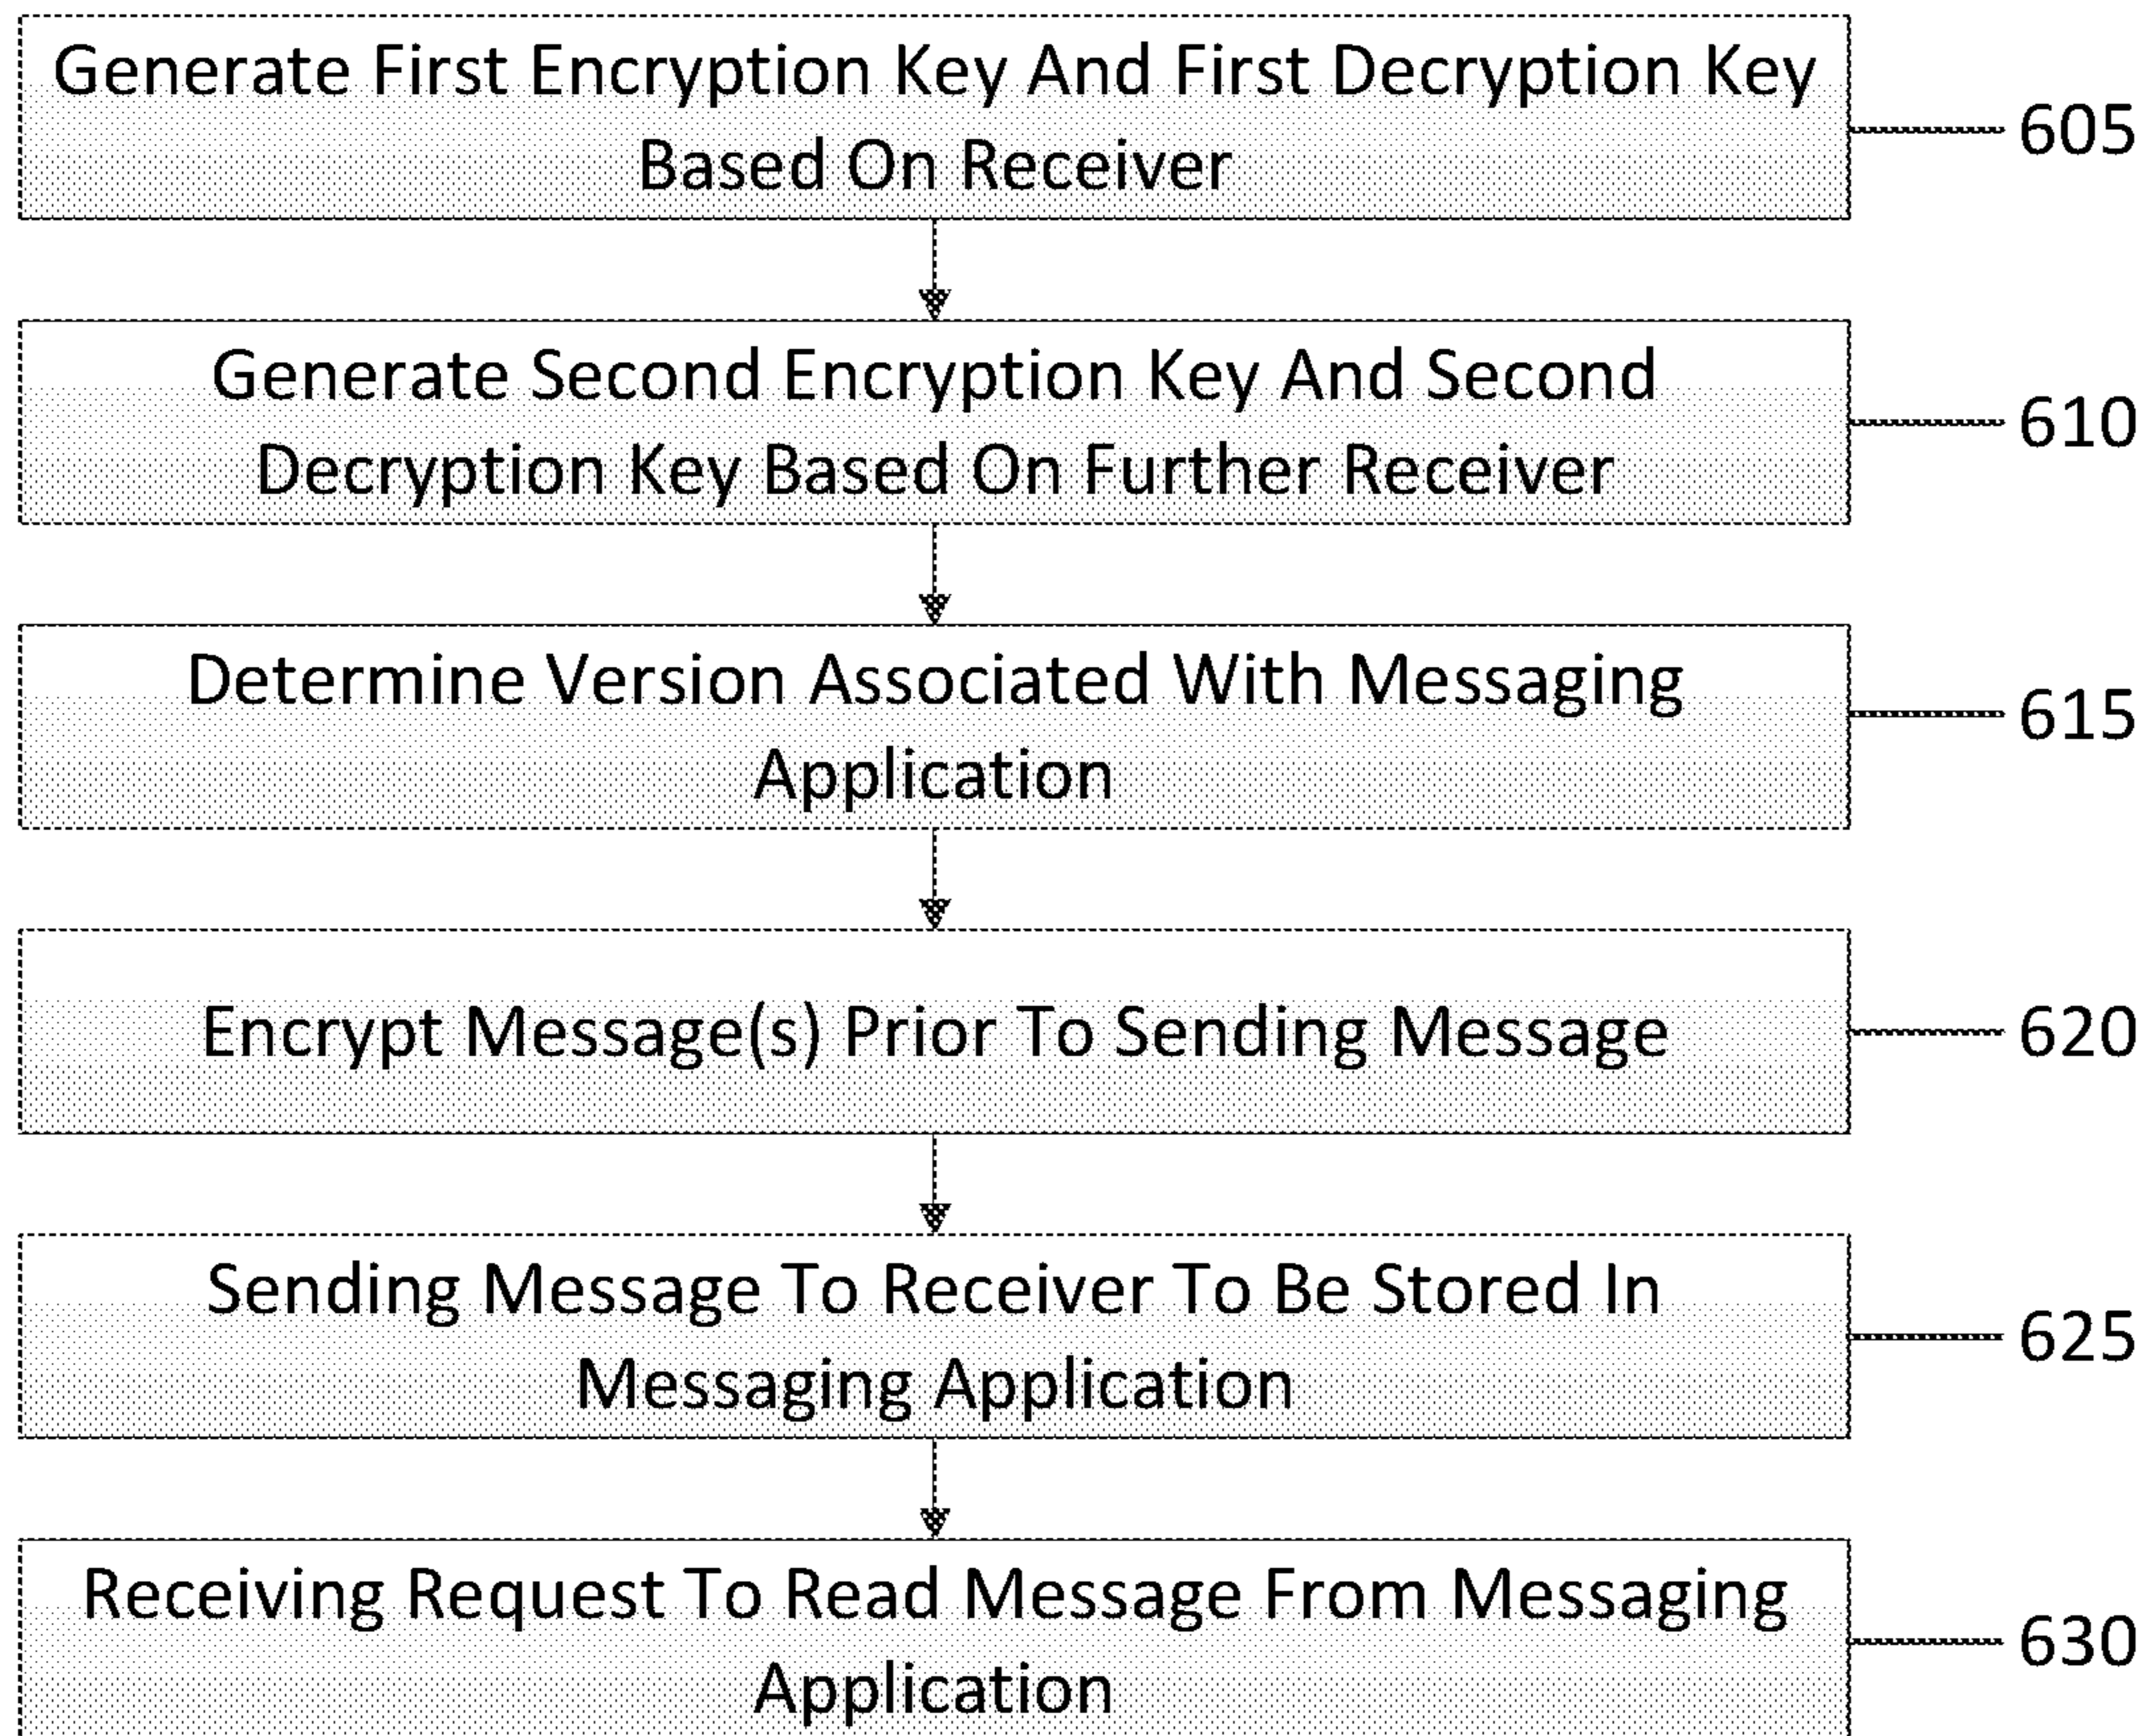 Generate First Encryption Key And First Decryption Key
Based On Receiver
605
Generate Second Encryption Key And Second
Decryption Key Based On Further Receiver
610
Determine Version Associated With Messaging
Application
615
Encrypt Message(s) Prior To Sending Message
620
Sending Message To Receiver To Be Stored In
Messaging Application
625
Receiving Request To Read Message From Messaging
Application
630